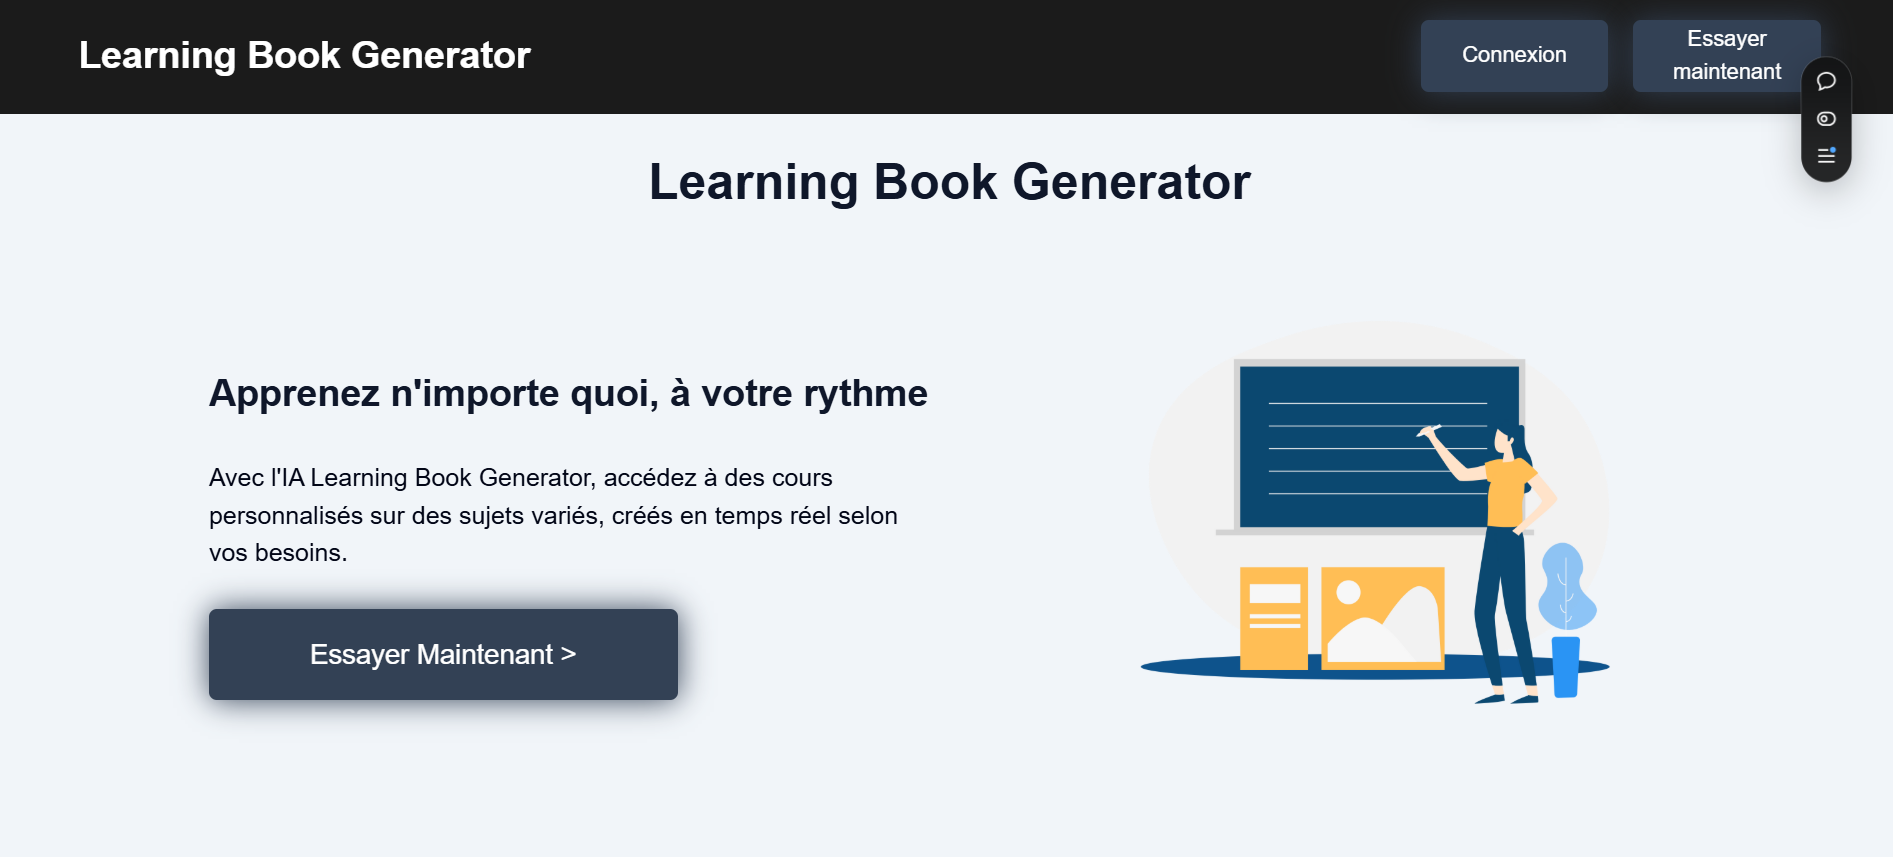 Learning Book Generator
Connexion
Essayer
maintenant
Learning Book Generator
Apprenez n'importe quoi, à votre rythme
Avec l'IA Learning Book Generator, accédez à des cours
personnalisés sur des sujets variés, créés en temps réel selon
vos besoins.
Essayer Maintenant >